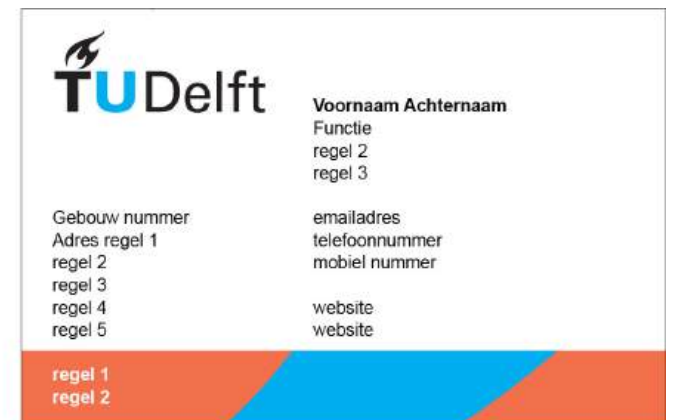 TUDelft
Voornaam Achternaam
Functie
regel 2
regel 3
Gebouw nummer
Adres regel 1
regel 2
regel 3
regel 4
regel 5
emailadres
telefoonnummer
mobiel nummer
website
website
regel 1
regel 2